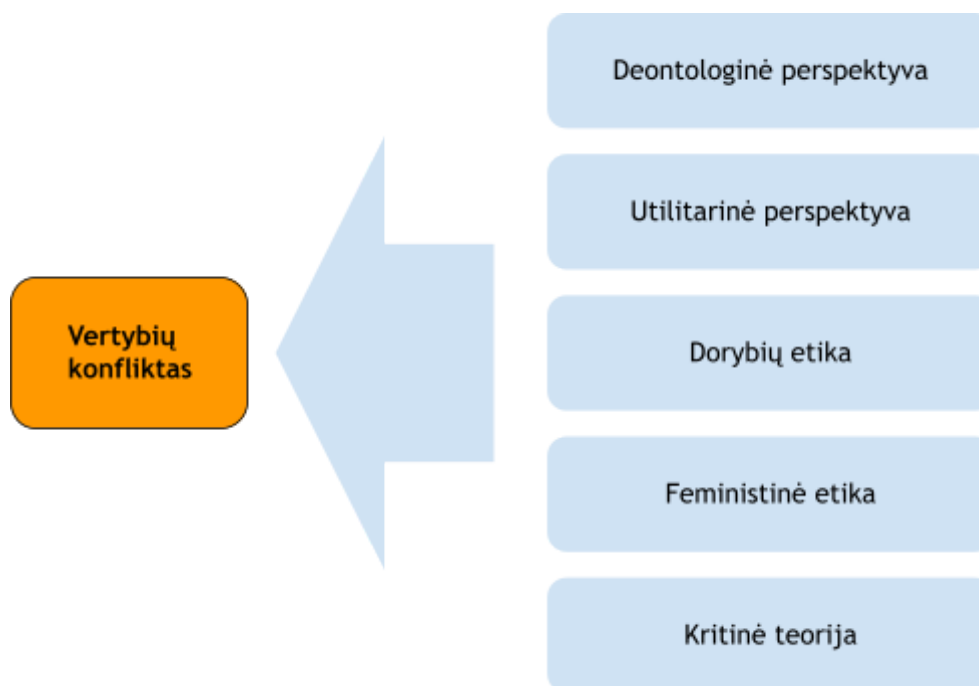 Deontologinė perspektyva
Utilitarinė perspektyva
Vertybių
konfliktas
Dorybių etika
Feministinė etika
Kritinė teorija